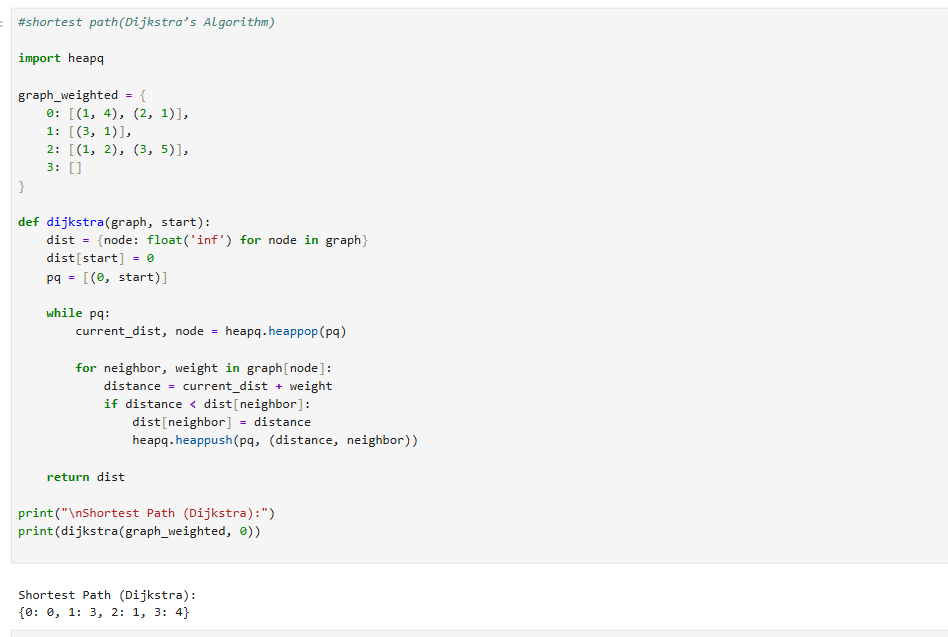 #shortest path(Dijkstra’s Algorithm)
import heapq
graph_weighted = {
    0: [(1, 4), (2, 1)],
    1: [(3, 1)],
    2: [(1, 2), (3, 5)],
    3: []
}
def dijkstra(graph, start):
    dist = {node: float('inf') for node in graph}
    dist[start] = 0
    pq = [(0, start)]
    while pq:
        current_dist, node = heapq.heappop(pq)
        for neighbor, weight in graph[node]:
            distance = current_dist + weight
            if distance < dist[neighbor]:
                dist[neighbor] = distance
                heapq.heappush(pq, (distance, neighbor))
    return dist
print("\nShortest Path (Dijkstra):")
print(dijkstra(graph_weighted, 0))
Shortest Path (Dijkstra):
{0: 0, 1: 3, 2: 1, 3: 4}